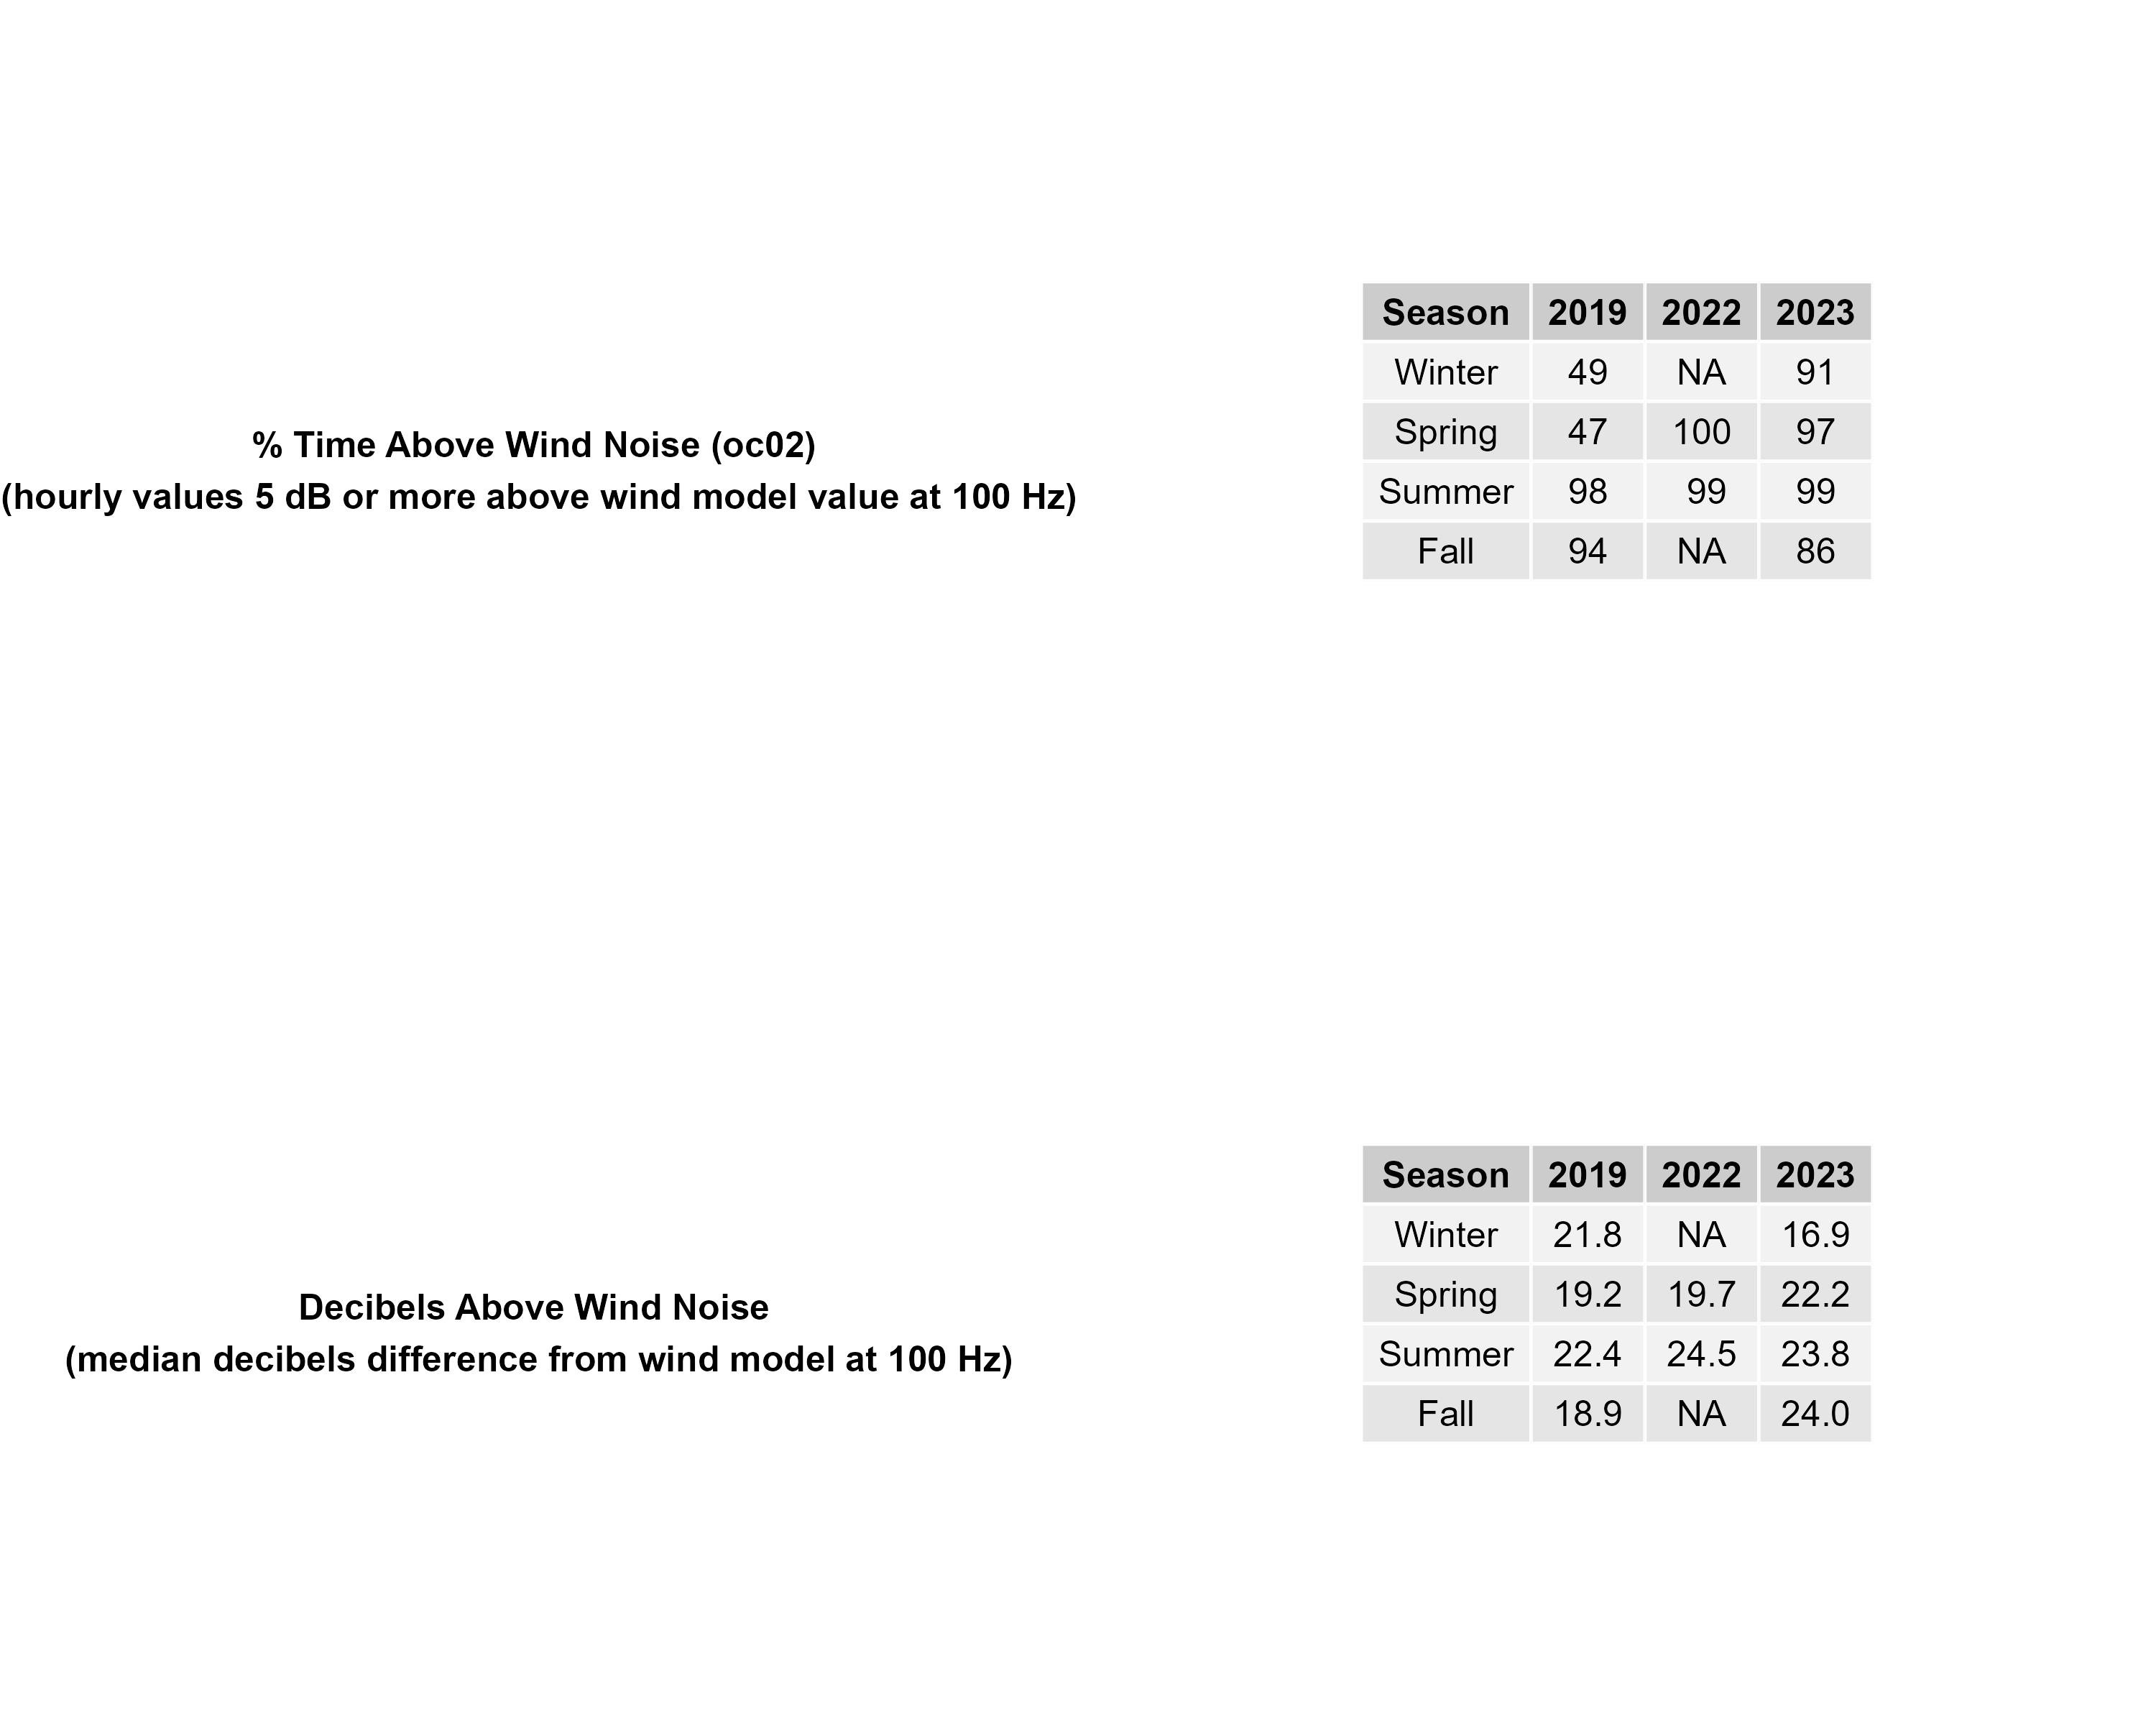 % Time Above Wind Noise (oc02)
(hourly values 5 dB or more above wind model value at 100 Hz)
Season 2019 2022 2023
Winter 49 NA 91
Spring 47 100 97
Summer 98 99 99
Fall 94 NA 86
Decibels Above Wind Noise
(median decibels difference from wind model at 100 Hz)
Season 2019 2022 2023
Winter 21.8 NA 16.9
Spring 19.2 19.7 22.2
Summer 22.4 24.5 23.8
Fall 18.9 NA 24.0